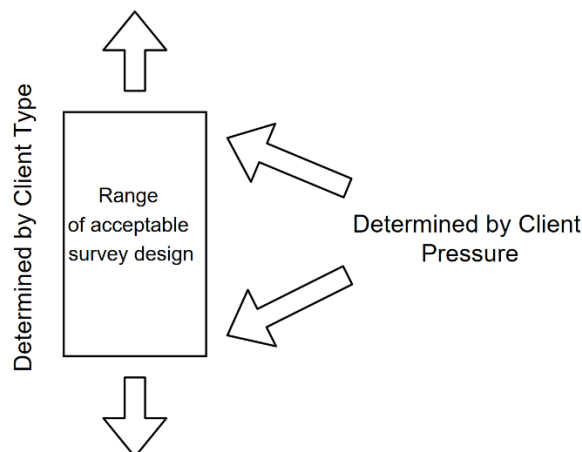 Determined by Client Type
Range
of acceptable
survey design
Determined by Client
Pressure